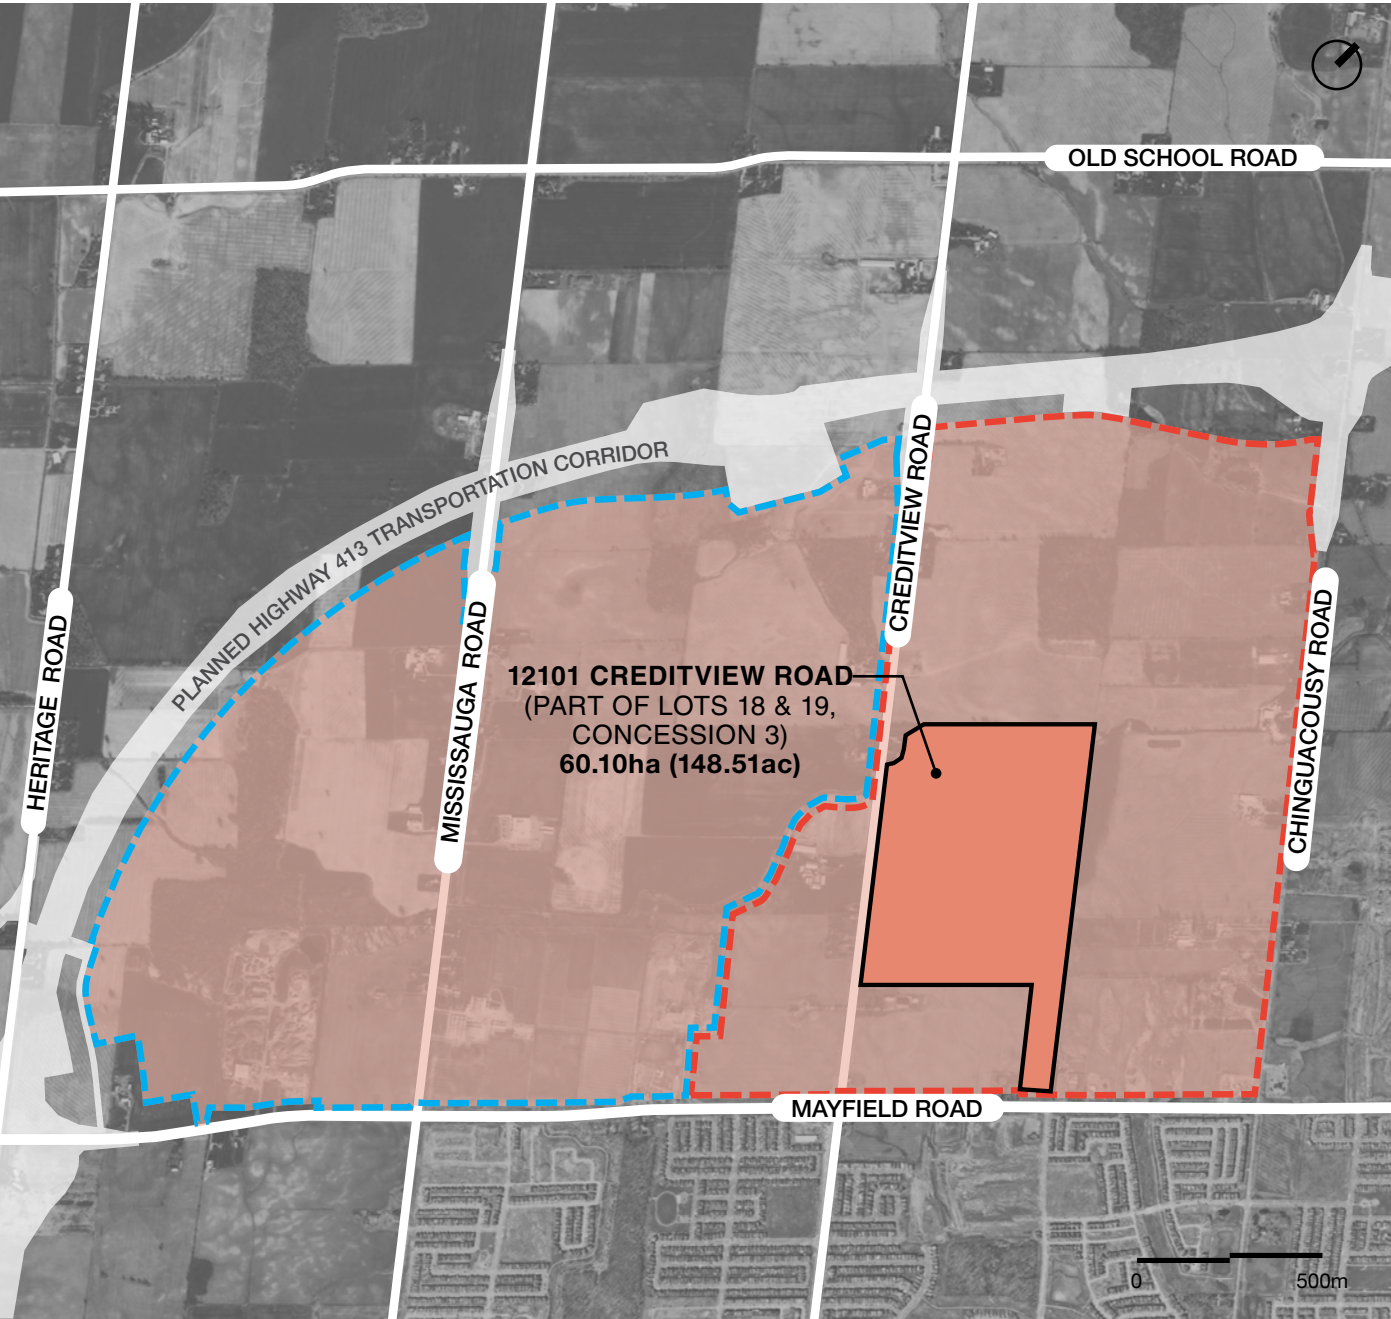 OLD SCHOOL ROAD
PLANNED HIGHWAY 413 TRANSPORTATION CORRIDOR
CREDITVIEW ROAD
HERITAGE ROAD
MISSISSAUGA ROAD
CHINGUACOUSY ROAD
12101 CREDITVIEW ROAD
(PART OF LOTS 18 & 19,
CONCESSION 3)
60.10ha (148.51ac)
MAYFIELD ROAD
0 500m